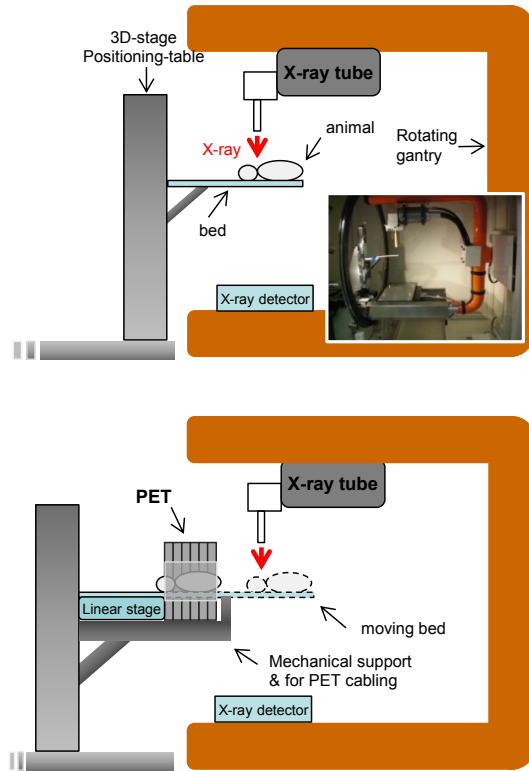 3D-stage
Positioning-table
X-ray tube
animal
X-ray
Rotating
gantry
bed
X-ray detector
PET
X-ray tube
Linear stage
moving bed
Mechanical support
& for PET cabling
X-ray detector